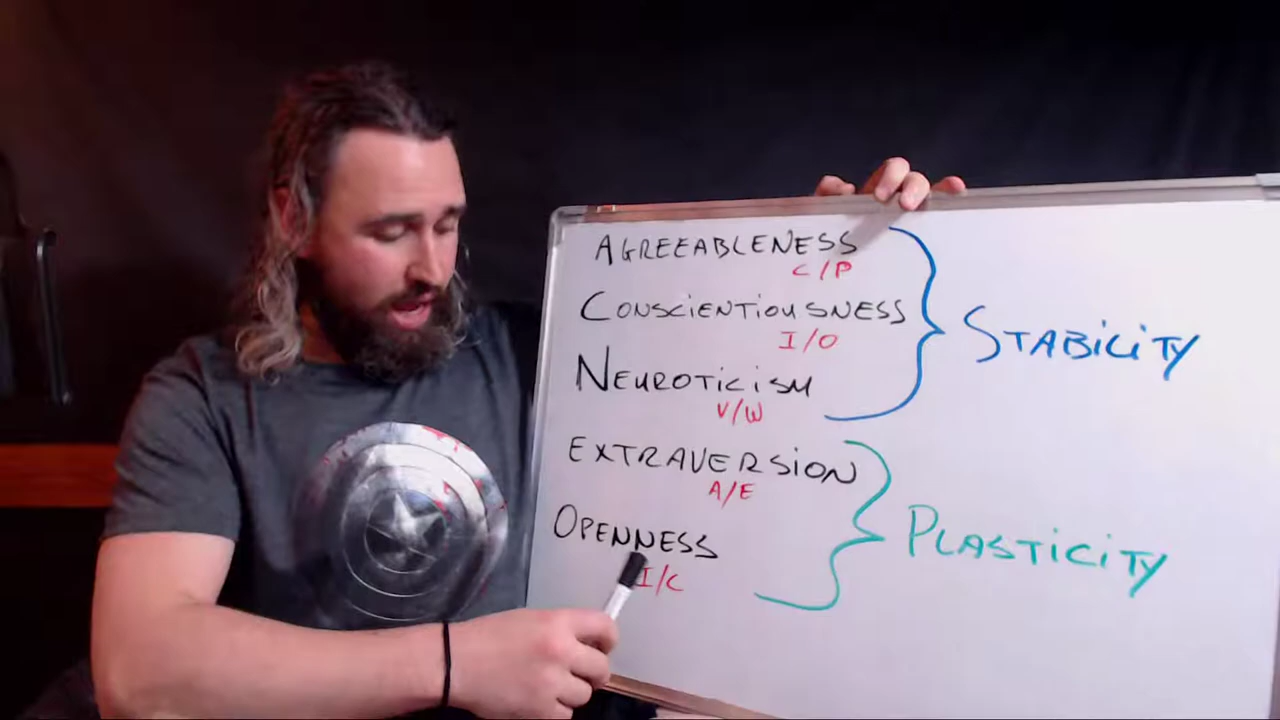 AGREEABLENESS
C/P
CONSCIENTIOUSNESS
I/O
NEUROTICISM
V/W
STABILITY
EXTRAVERSION
A/E
OPENNESS
I/C
PLASTICITY